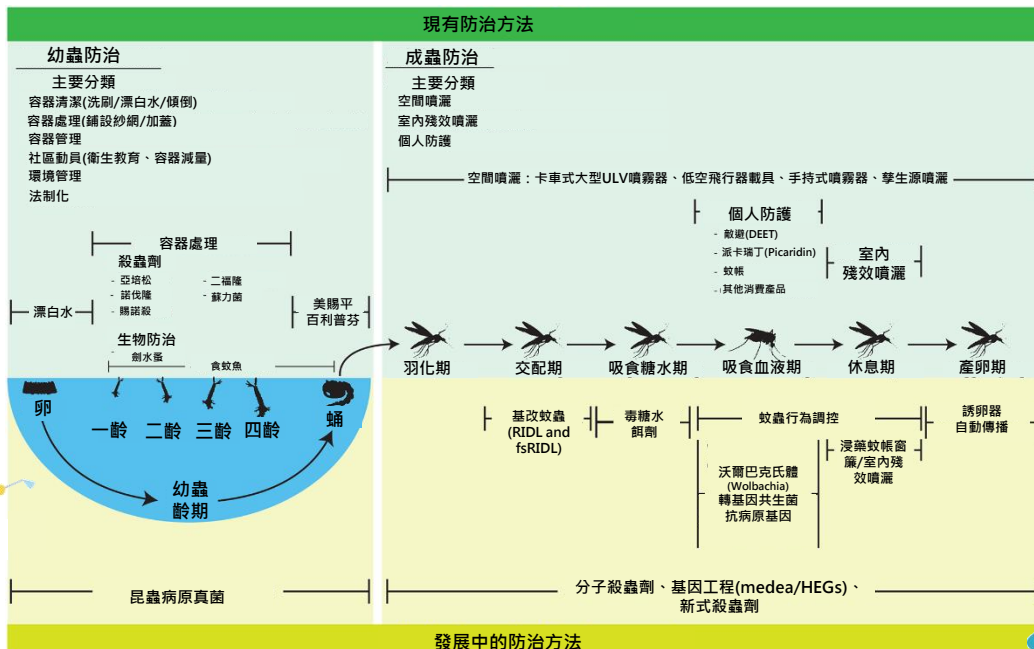 現有防治方法
幼蟲防治
主要分類
容器清潔(洗刷/漂白水/傾倒)
容器處理(鋪設紗網/加蓋)
容器管理
社區動員(衛生教育、容器減量)
環境管理
法制化
容器處理
殺蟲劑
- 亞培松
- 諾伐隆
- 賜諾殺
- 二福隆
- 蘇力菌
漂白水
美賜平
百利普芬
生物防治
- 劍水蚤
食蚊魚
卵
一齡
二齡
三齡
四齡
蛹
幼蟲
齡期
昆蟲病原真菌
成蟲防治
主要分類
空間噴灑
室內殘效噴灑
個人防護
空間噴灑：卡車式大型ULV噴霧器、低空飛行器載具、手持式噴霧器、孳生源噴灑
個人防護
- 敵避(DEET)
- 派卡瑞丁(Picaridin)
- 蚊帳
- 其他消費產品
室內
殘效噴灑
羽化期
交配期
吸食糖水期
吸食血液期
休息期
產卵期
基改蚊蟲
(RIDL and
fsRIDL)
毒糖水
餌劑
蚊蟲行為調控
誘卵器
自動傳播
沃爾巴克氏體
(Wolbachia)
轉基因共生菌
抗病原基因
浸藥蚊帳窗
簾/室內殘
效噴灑
分子殺蟲劑、基因工程(medea/HEGs)、
新式殺蟲劑
發展中的防治方法